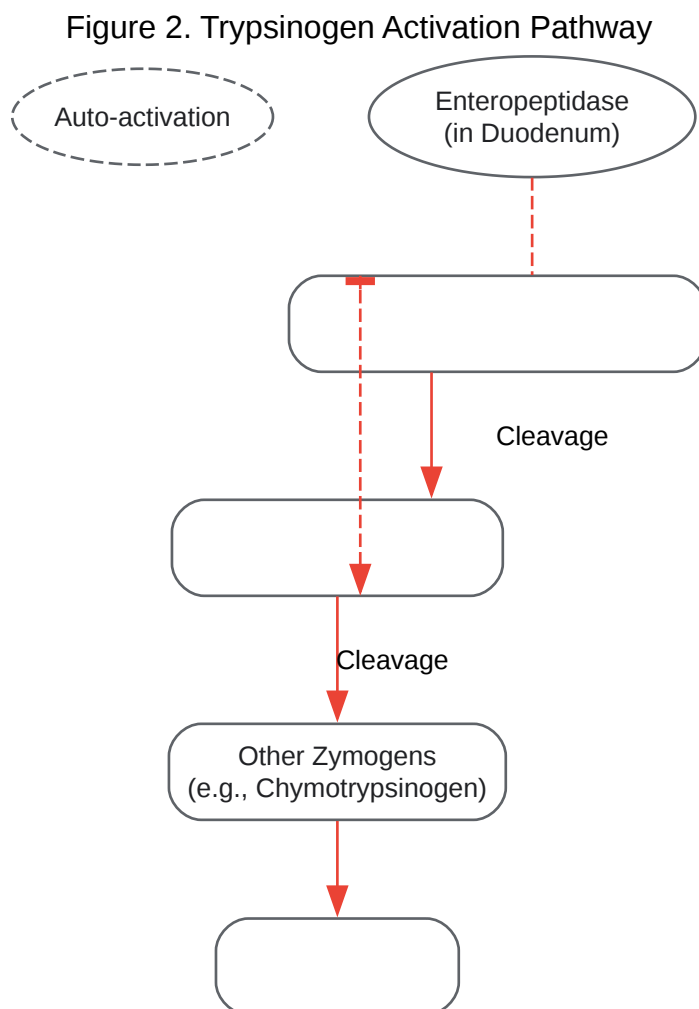 Figure 2. Trypsinogen Activation Pathway
Auto-activation
Enteropeptidase
(in Duodenum)
Cleavage
Cleavage
Other Zymogens
(e.g., Chymotrypsinogen)